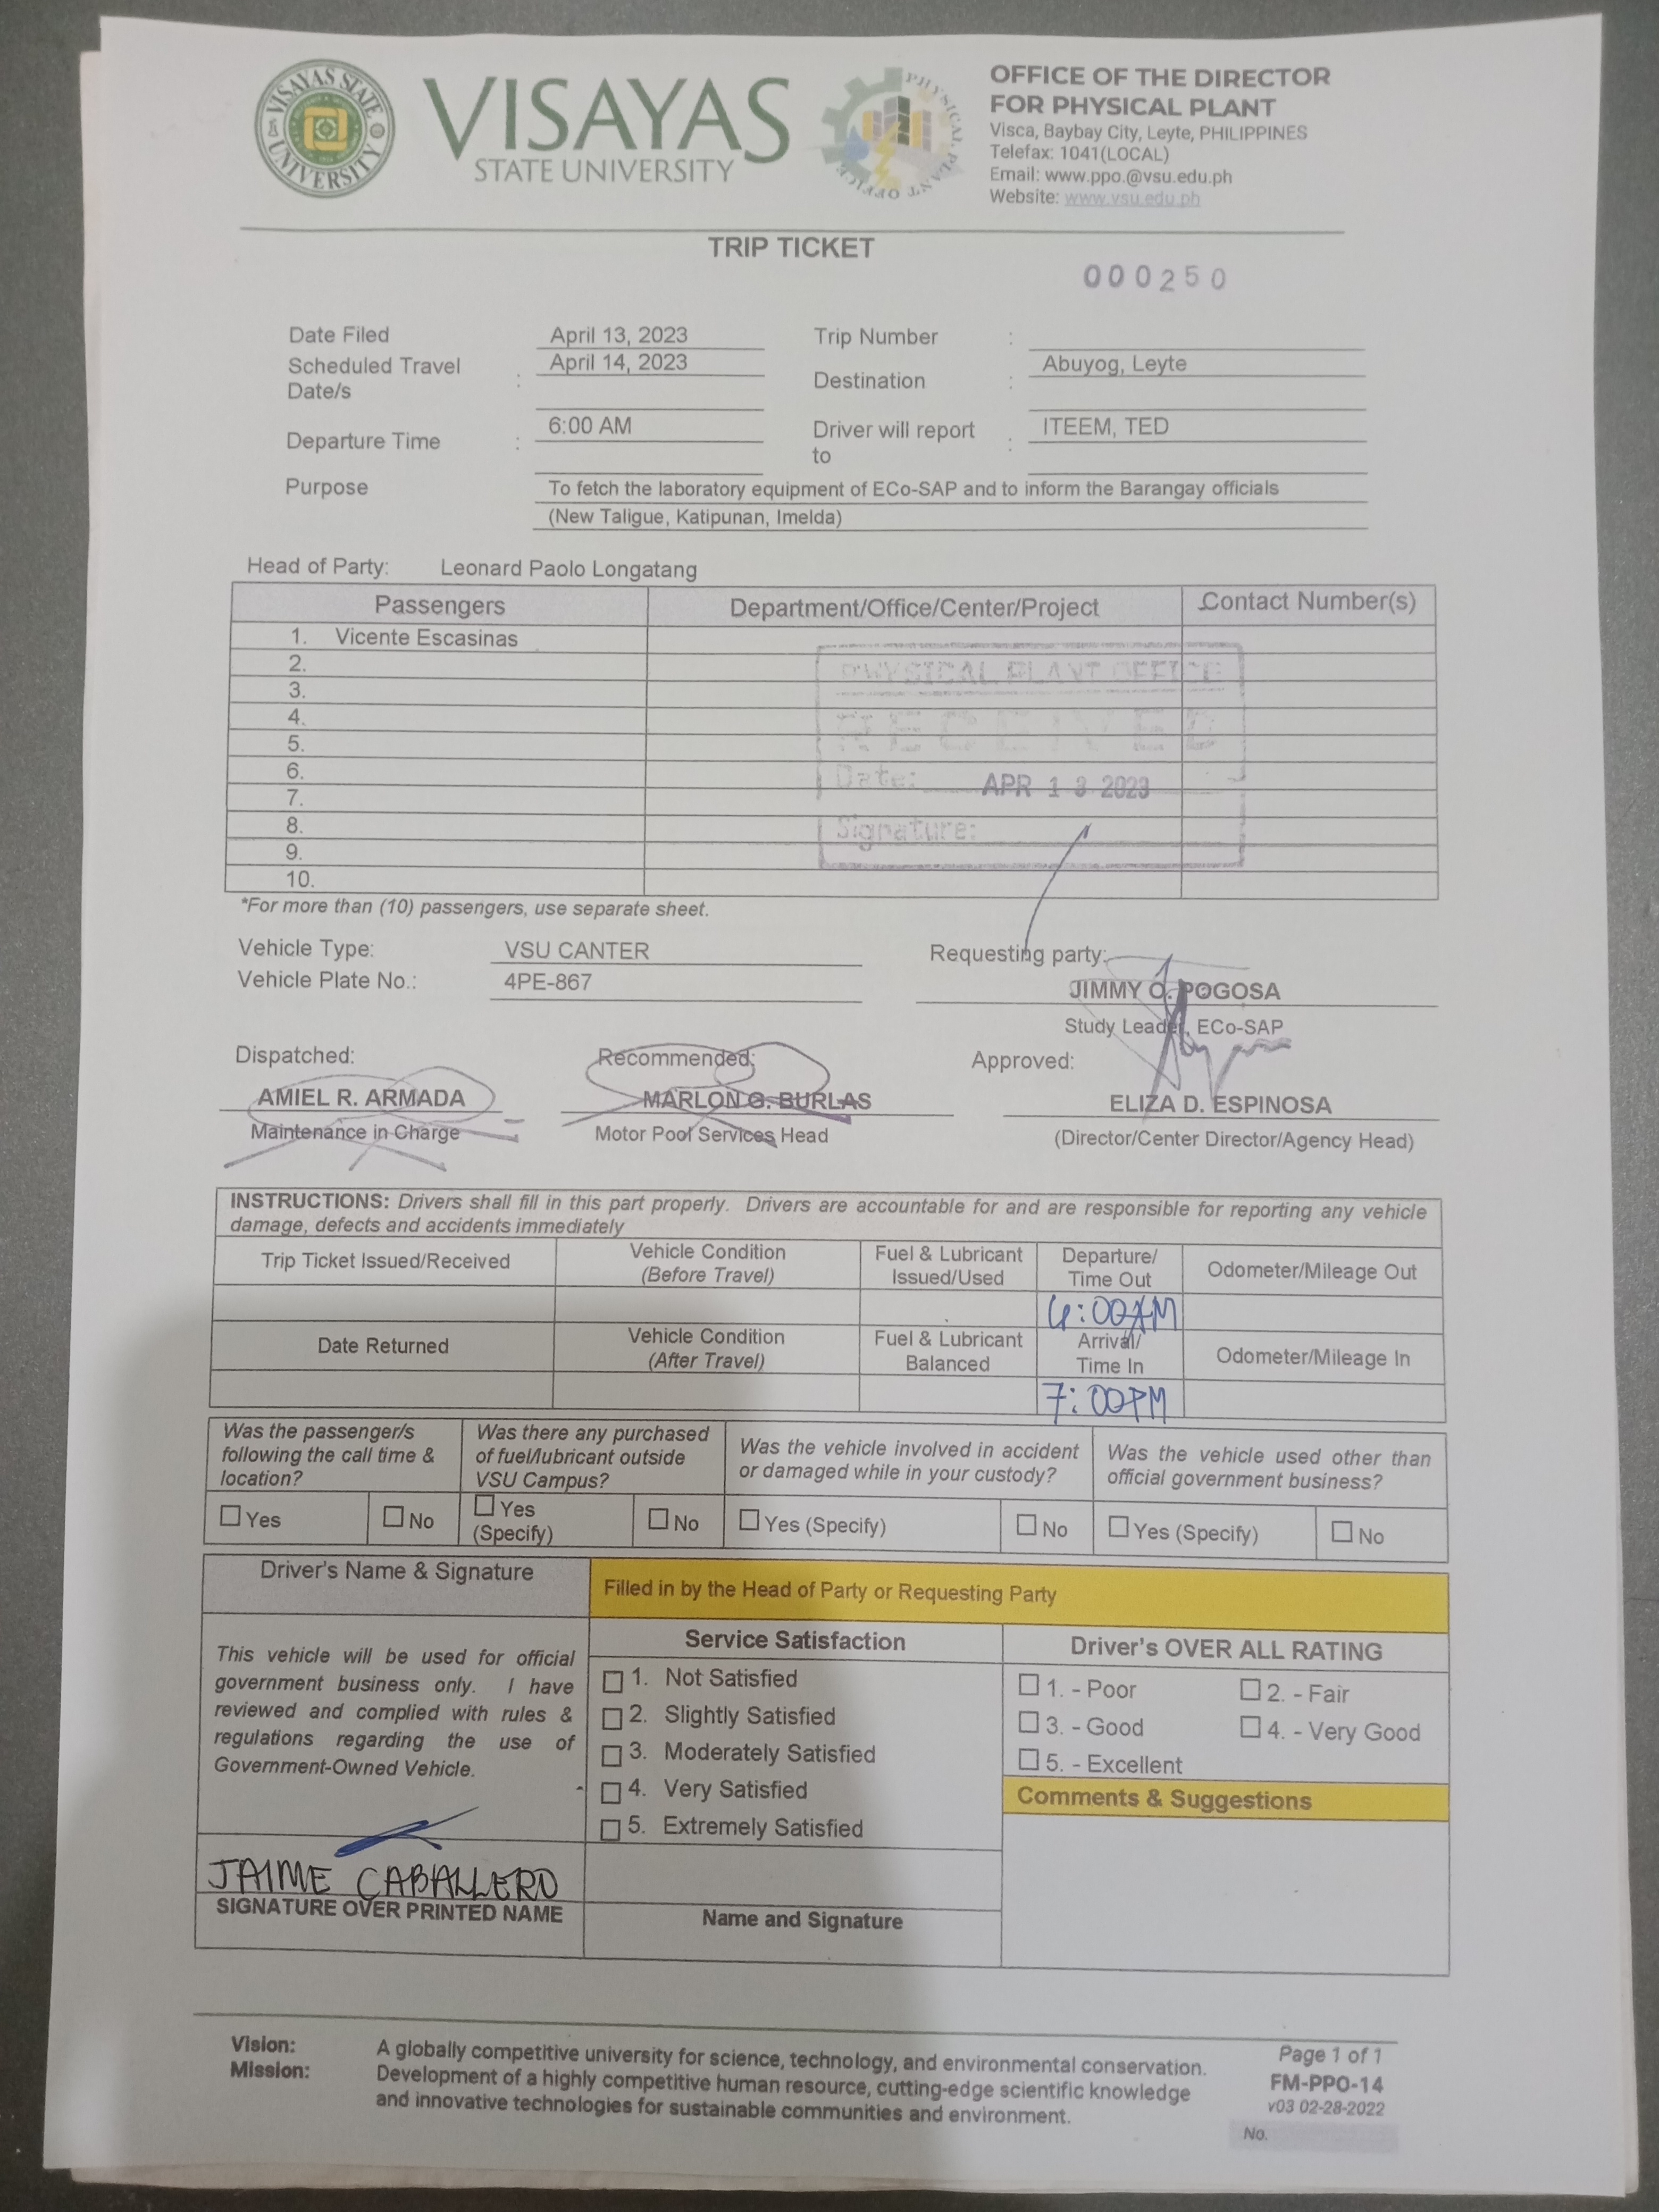 VISAYAS STATE UNIVERSITY
VISAYAS
STATE UNIVERSITY
PHYSICAL PLANT OFFICE
OFFICE OF THE DIRECTOR
FOR PHYSICAL PLANT
Visca, Baybay City, Leyte, PHILIPPINES
Telefax: 1041(LOCAL)
Email: www.ppo.@vsu.edu.ph
Website: www.vsu.edu.ph
TRIP TICKET
000250
Date Filed April 13, 2023 Trip Number :
Scheduled Travel Date/s : April 14, 2023 Destination : Abuyog, Leyte
Departure Time : 6:00 AM Driver will report to : ITEEM, TED
Purpose To fetch the laboratory equipment of ECo-SAP and to inform the Barangay officials
(New Taligue, Katipunan, Imelda)
Head of Party: Leonard Paolo Longatang
Passengers Department/Office/Center/Project Contact Number(s)
1. Vicente Escasinas
2.
3.
4.
5.
6.
7.
8.
9.
10.
PHYSICAL PLANT OFFICE
RECEIVED
Date: APR 13 2023
Signature:
*For more than (10) passengers, use separate sheet.
Vehicle Type: VSU CANTER
Vehicle Plate No.: 4PE-867
Requesting party:
JIMMY O. POGOSA
Study Leader, ECo-SAP
Dispatched: Recommended: Approved:
AMIEL R. ARMADA MARLON G. BURLAS ELIZA D. ESPINOSA
Maintenance in Charge Motor Pool Services Head (Director/Center Director/Agency Head)
INSTRUCTIONS: Drivers shall fill in this part properly. Drivers are accountable for and are responsible for reporting any vehicle
damage, defects and accidents immediately
Trip Ticket Issued/Received Vehicle Condition (Before Travel) Fuel & Lubricant Issued/Used Departure/ Time Out Odometer/Mileage Out
:00AM
Date Returned Vehicle Condition (After Travel) Fuel & Lubricant Balanced Arrival/ Time In Odometer/Mileage In
7:00PM
Was the passenger/s following the call time & location? Was there any purchased of fuel/lubricant outside VSU Campus? Was the vehicle involved in accident or damaged while in your custody? Was the vehicle used other than official government business?
Yes No Yes (Specify) No Yes (Specify) No Yes (Specify) No
Driver's Name & Signature
Filled in by the Head of Party or Requesting Party
This vehicle will be used for official
government business only. I have
reviewed and complied with rules &
regulations regarding the use of
Government-Owned Vehicle.
JAIME CABALLERO
SIGNATURE OVER PRINTED NAME
Service Satisfaction
1. Not Satisfied
2. Slightly Satisfied
3. Moderately Satisfied
4. Very Satisfied
5. Extremely Satisfied
Name and Signature
Driver's OVER ALL RATING
1. - Poor 2. - Fair
3. - Good 4. - Very Good
5. - Excellent
Comments & Suggestions
Vision: A globally competitive university for science, technology, and environmental conservation.
Mission: Development of a highly competitive human resource, cutting-edge scientific knowledge
and innovative technologies for sustainable communities and environment.
Page 1 of 1
FM-PPO-14
v03 02-28-2022
No.